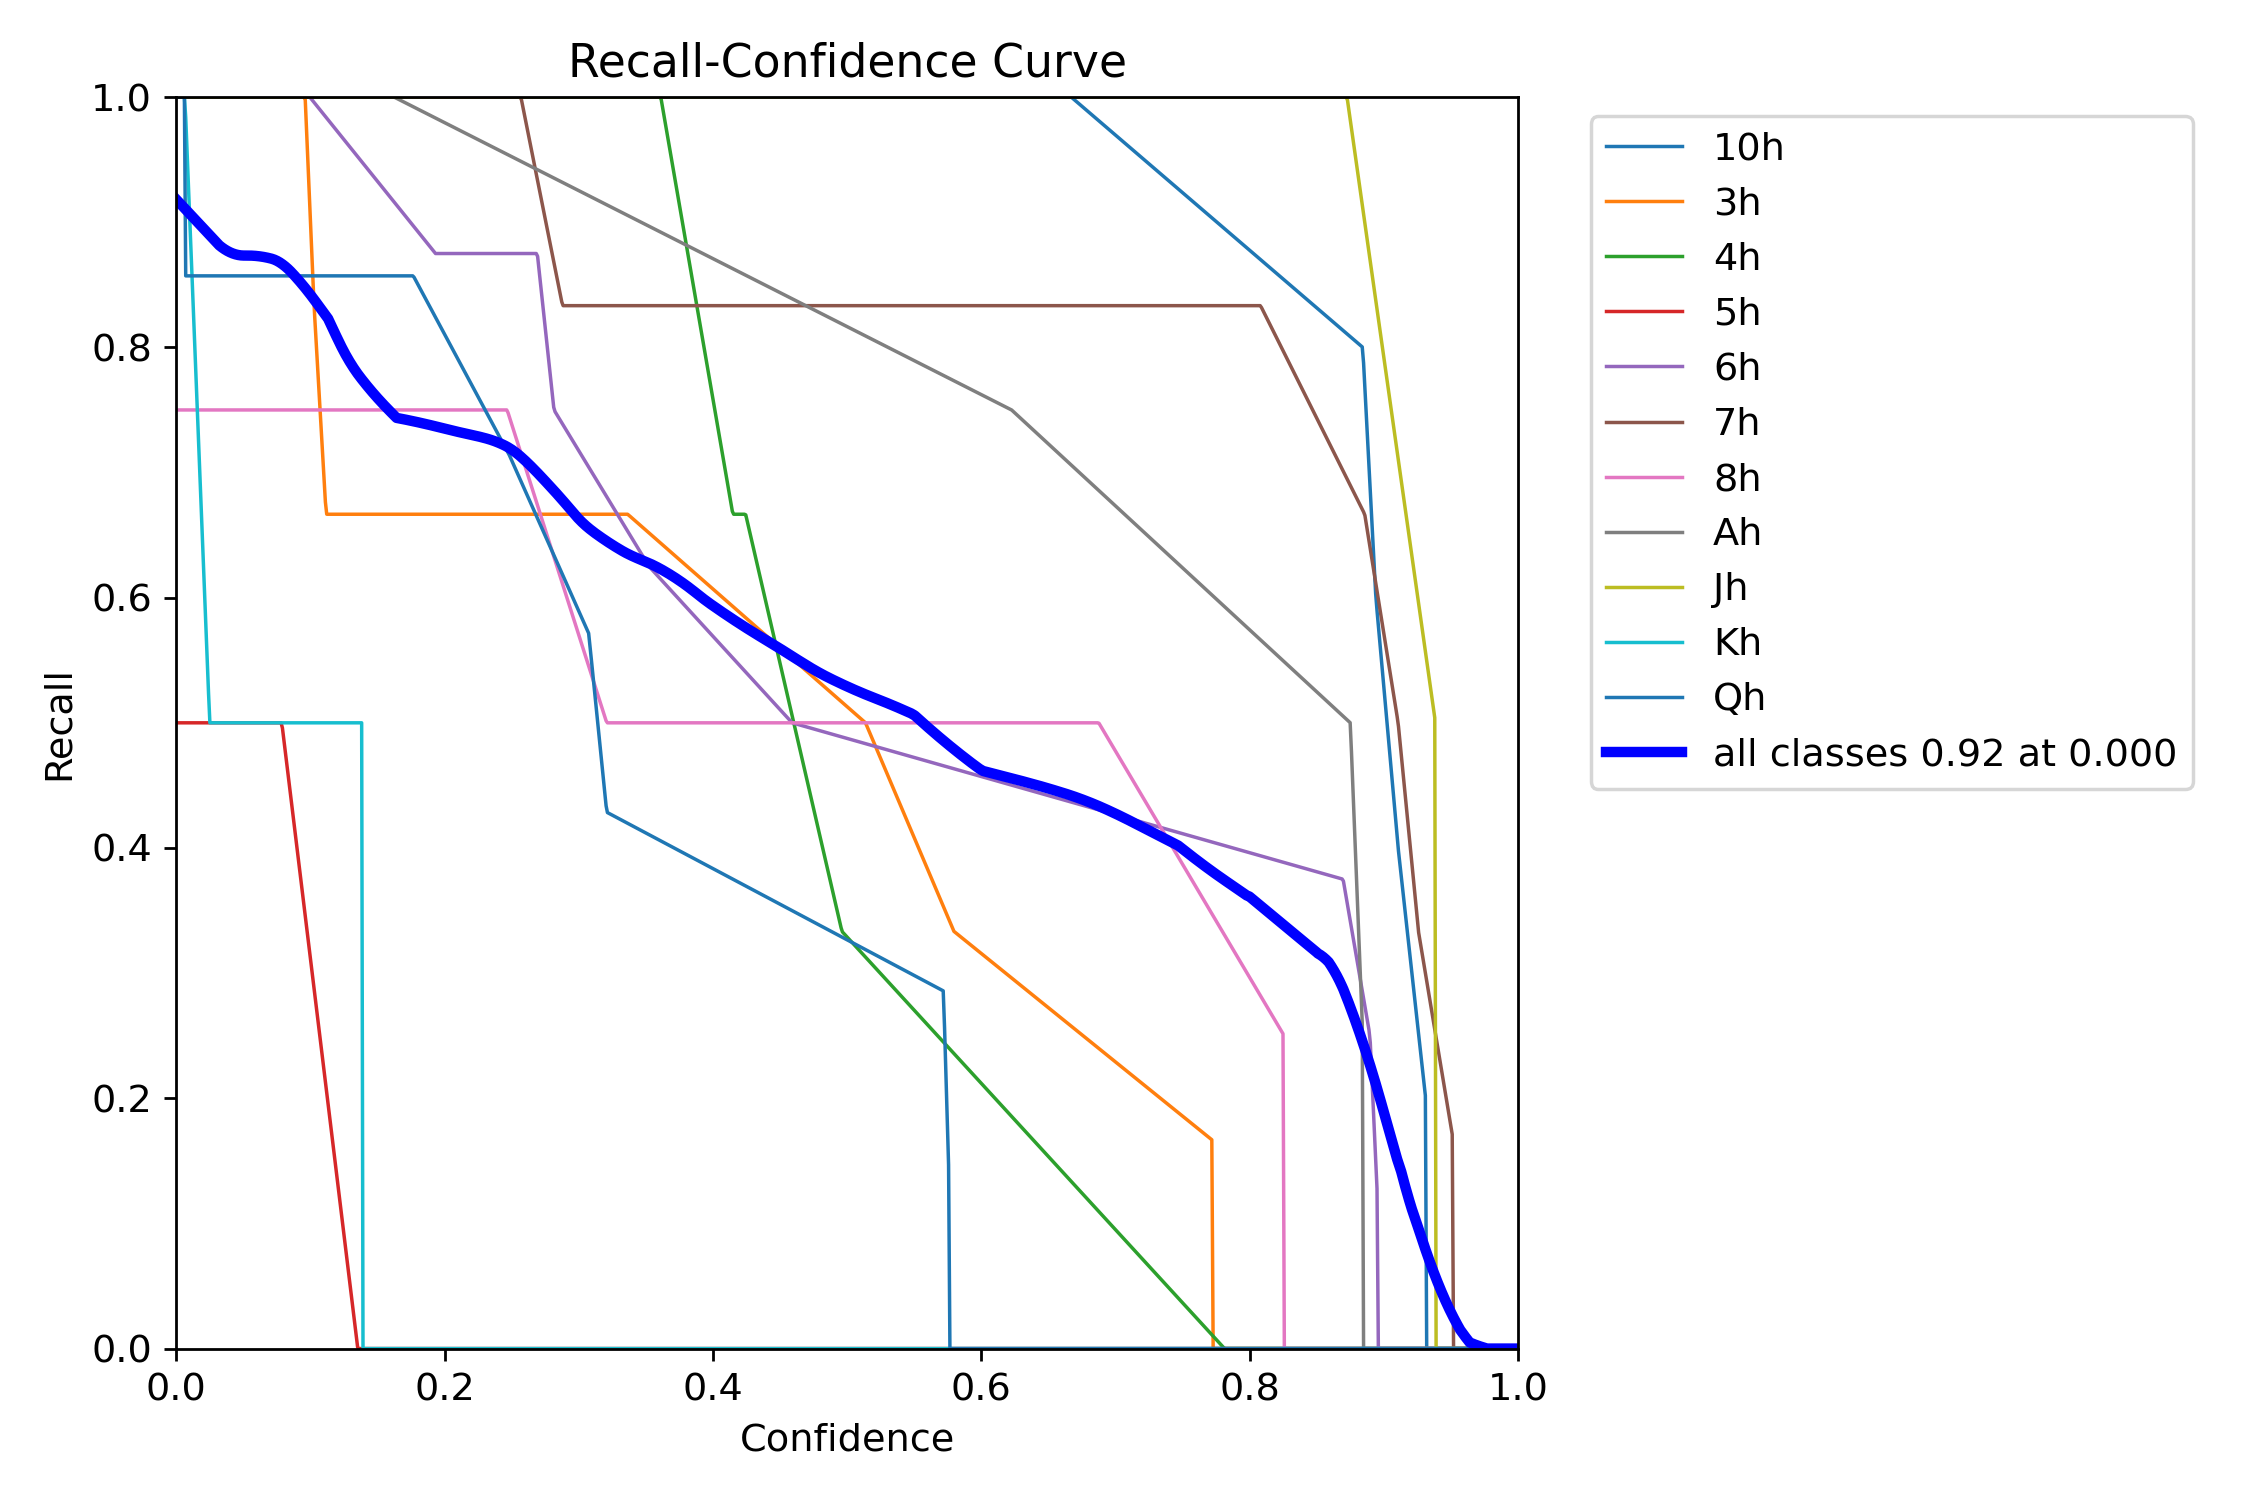 Recall-Confidence Curve
1.0
0.8
0.6
0.4
0.2
0.0
Recall
0.0 0.2 0.4 0.6 0.8 1.0
Confidence
10h
3h
4h
5h
6h
7h
8h
Ah
Jh
Kh
Qh
all classes 0.92 at 0.000